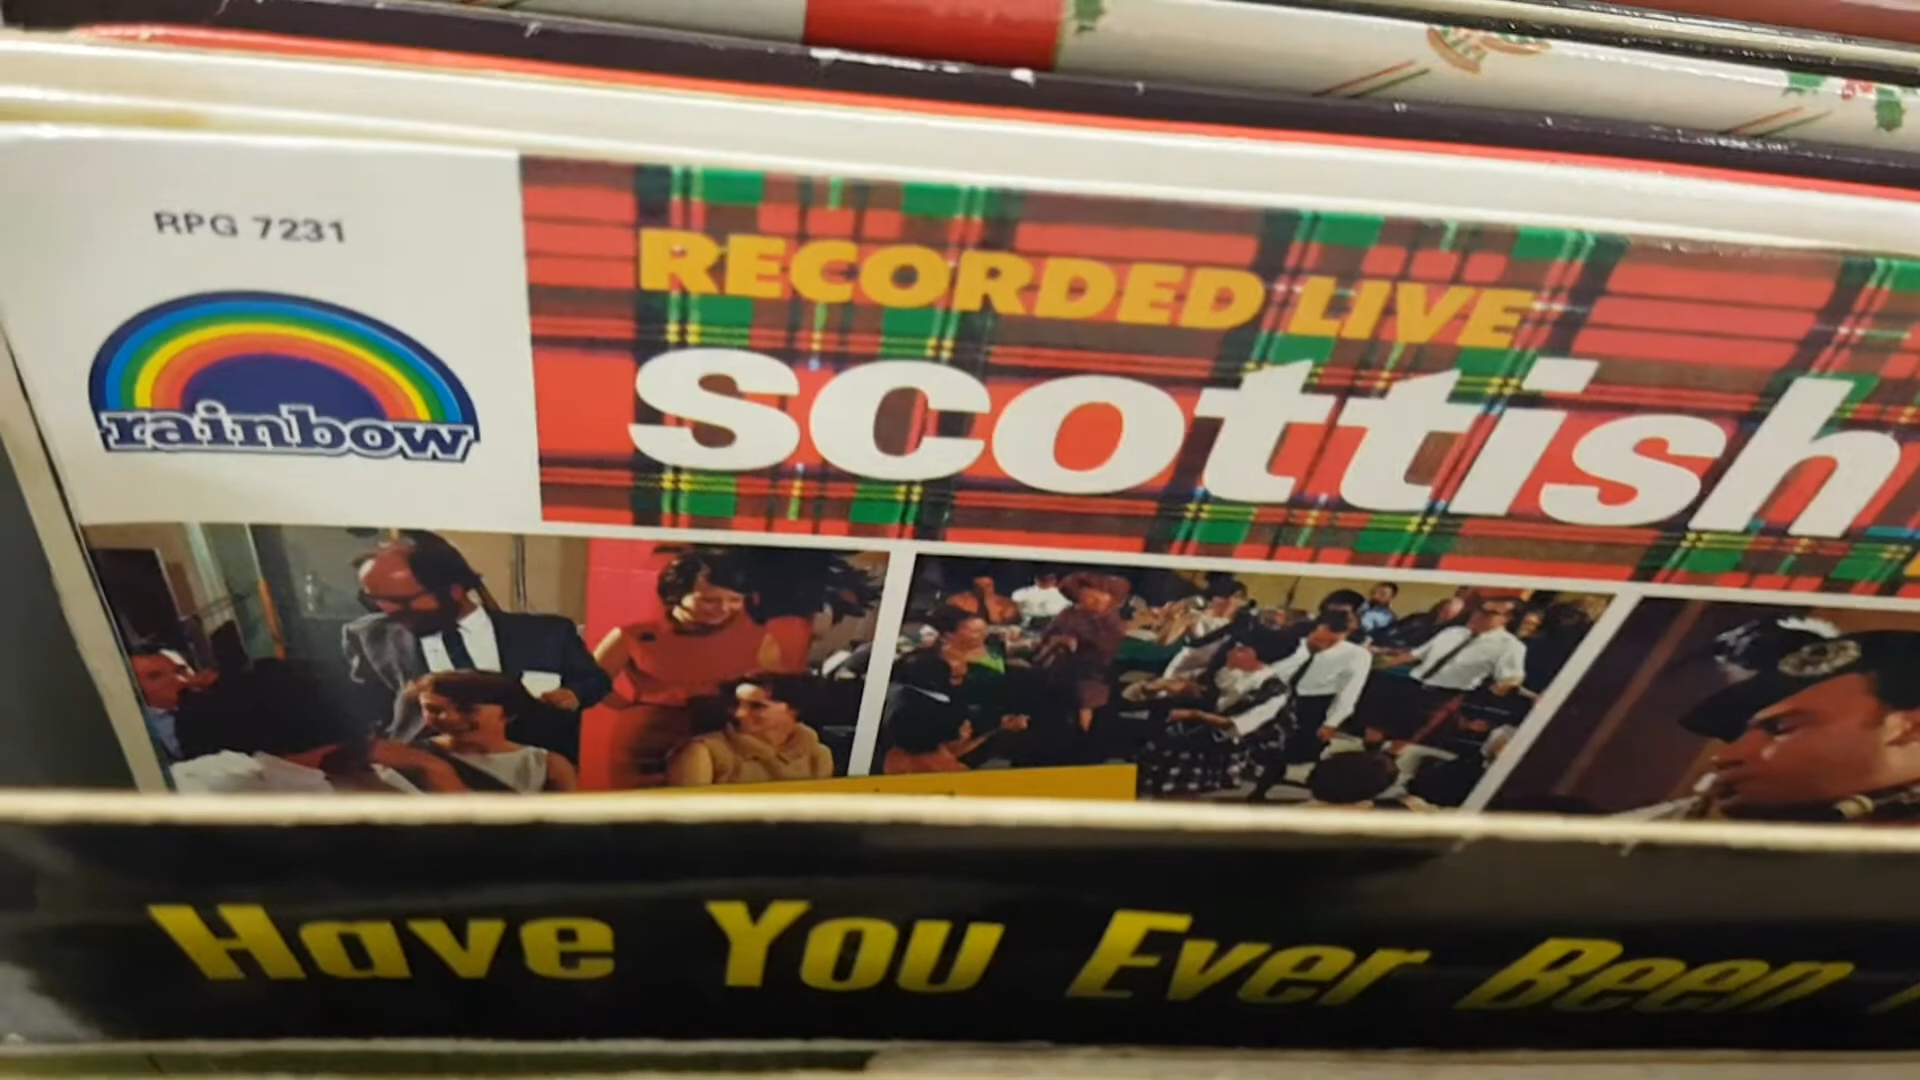 RPG 7231
rainbow
RECORDED LIVE
scottish
Have You Ever Been